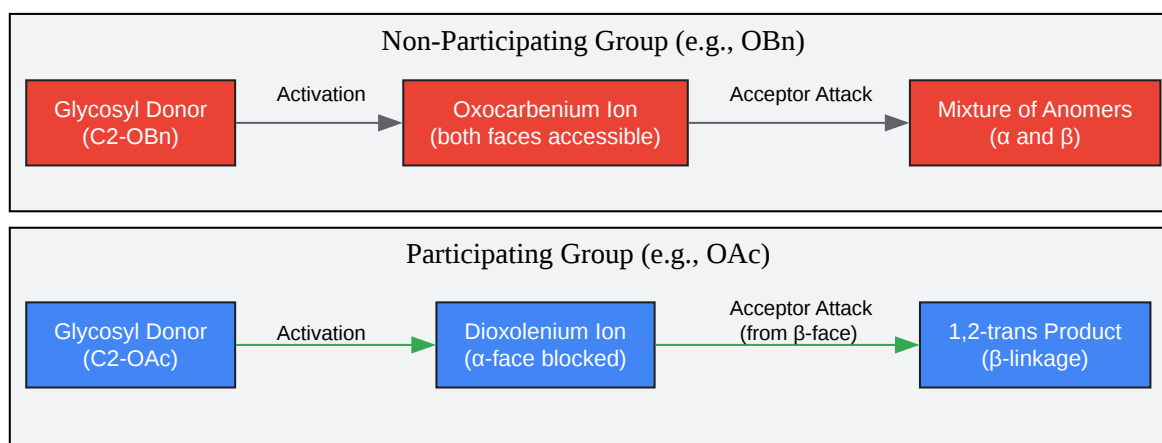 Non-Participating Group (e.g., OBn)
Glycosyl Donor
(C2-OBn)
Activation
Oxocarbenium Ion
(both faces accessible)
Acceptor Attack
Mixture of Anomers
(α and β)
Participating Group (e.g., OAc)
Glycosyl Donor
(C2-OAc)
Activation
Dioxolenium Ion
(α-face blocked)
Acceptor Attack
(from β-face)
1,2-trans Product
(β-linkage)